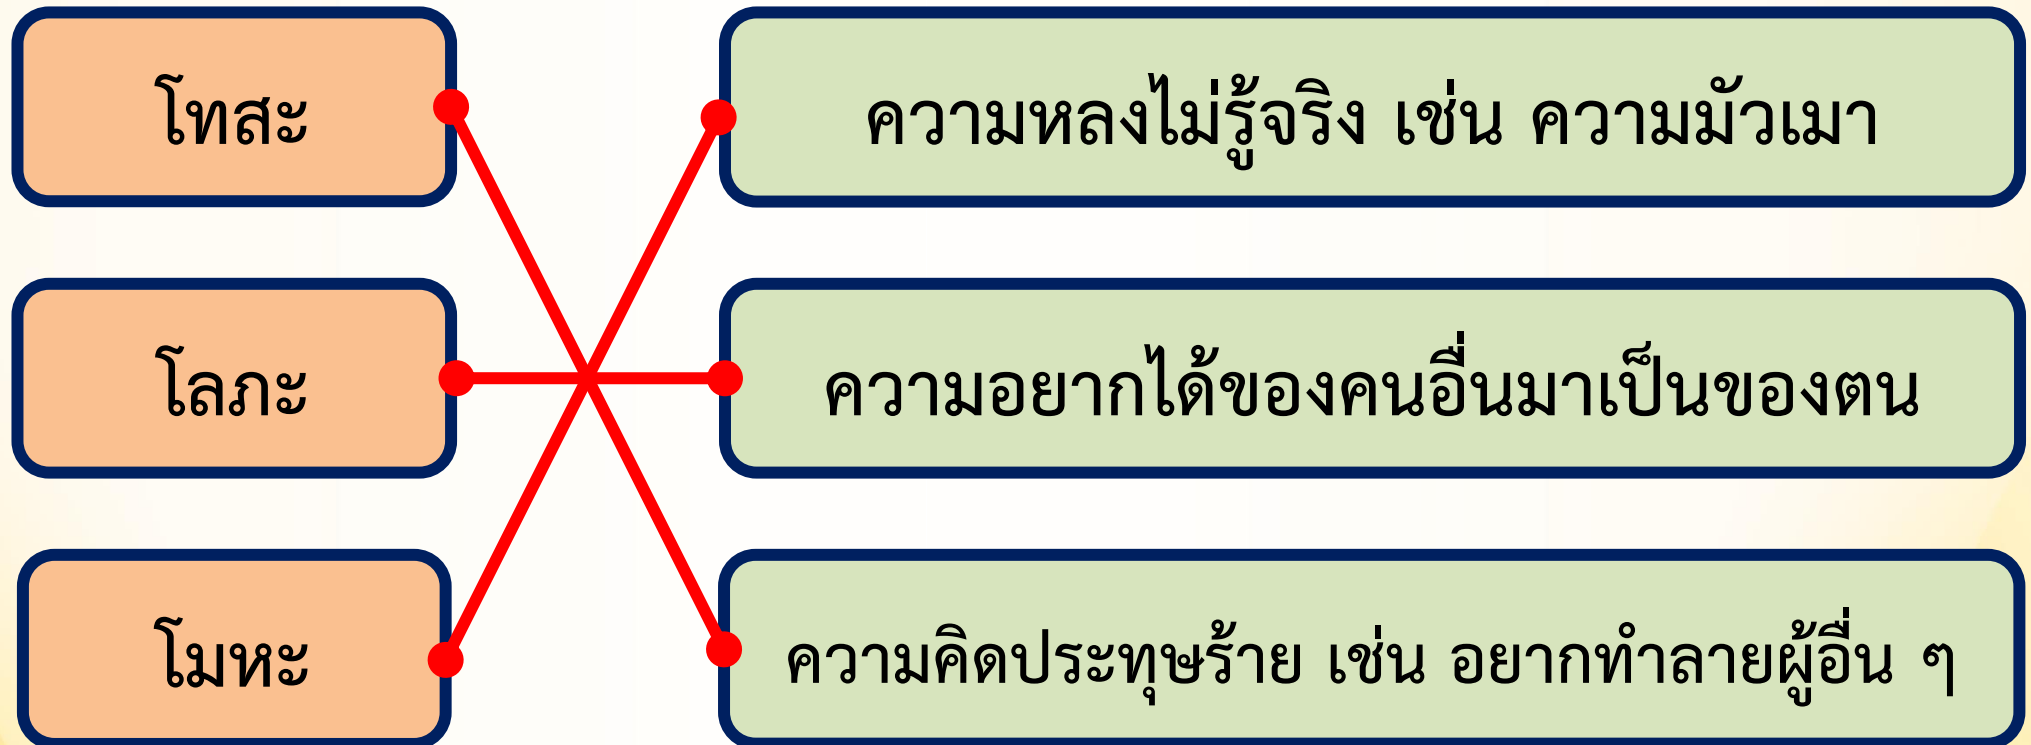 โทสะ
ความหลงไม่รู้จริง เช่น ความมัวเมา
โลภะ
ความอยากได้ของคนอื่นมาเป็นของตน
โมหะ
ความคิดประทุษร้าย เช่น อยากทำลายผู้อื่น ๆ